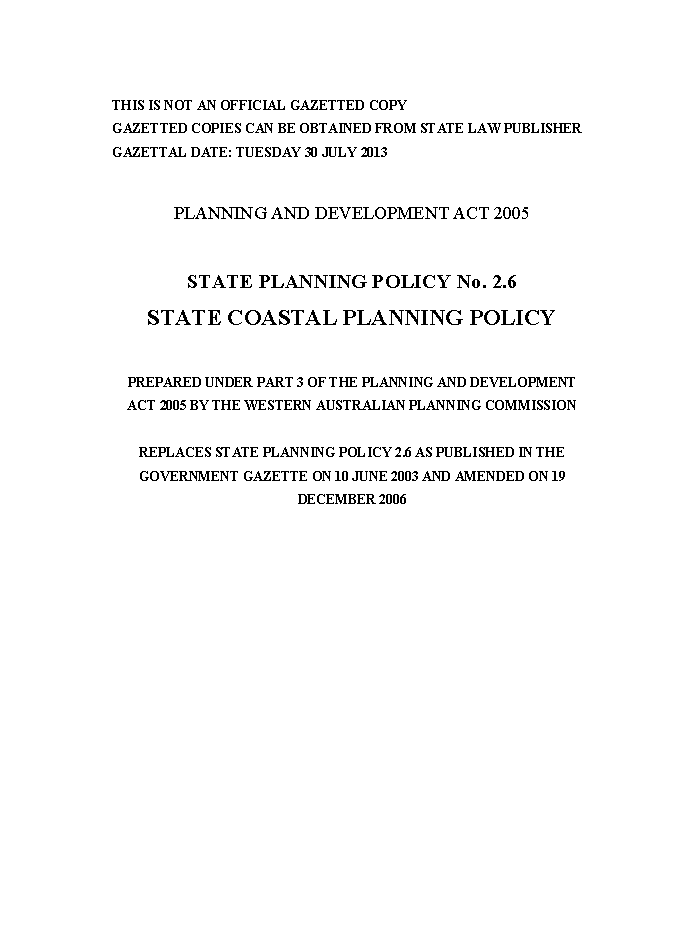 THIS IS NOT AN OFFICIAL GAZETTED COPY
GAZETTED COPIES CAN BE OBTAINED FROM STATE LAW PUBLISHER
GAZETTAL DATE: TUESDAY 30 JULY 2013
PLANNING AND DEVELOPMENT ACT 2005
STATE PLANNING POLICY No. 2.6
STATE COASTAL PLANNING POLICY
PREPARED UNDER PART 3 OF THE PLANNING AND DEVELOPMENT
ACT 2005 BY THE WESTERN AUSTRALIAN PLANNING COMMISSION
REPLACES STATE PLANNING POLICY 2.6 AS PUBLISHED IN THE
GOVERNMENT GAZETTE ON 10 JUNE 2003 AND AMENDED ON 19
DECEMBER 2006